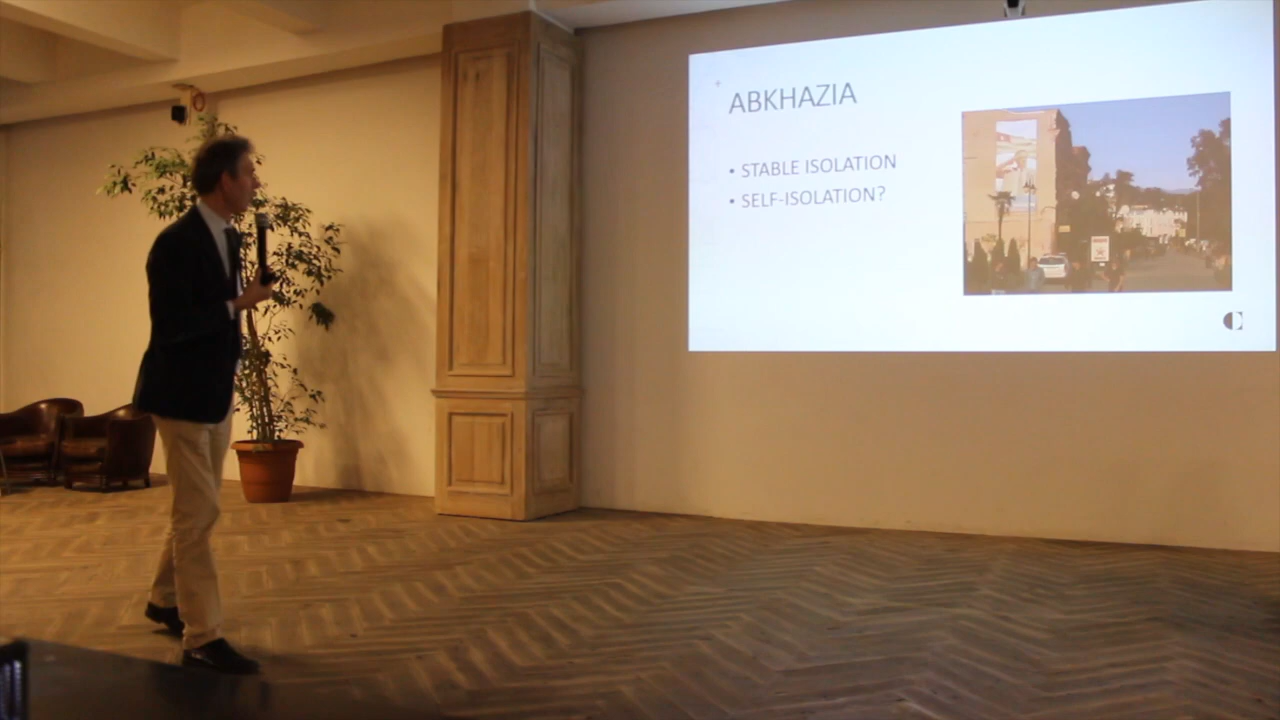 ABKHAZIA
• STABLE ISOLATION
• SELF-ISOLATION?